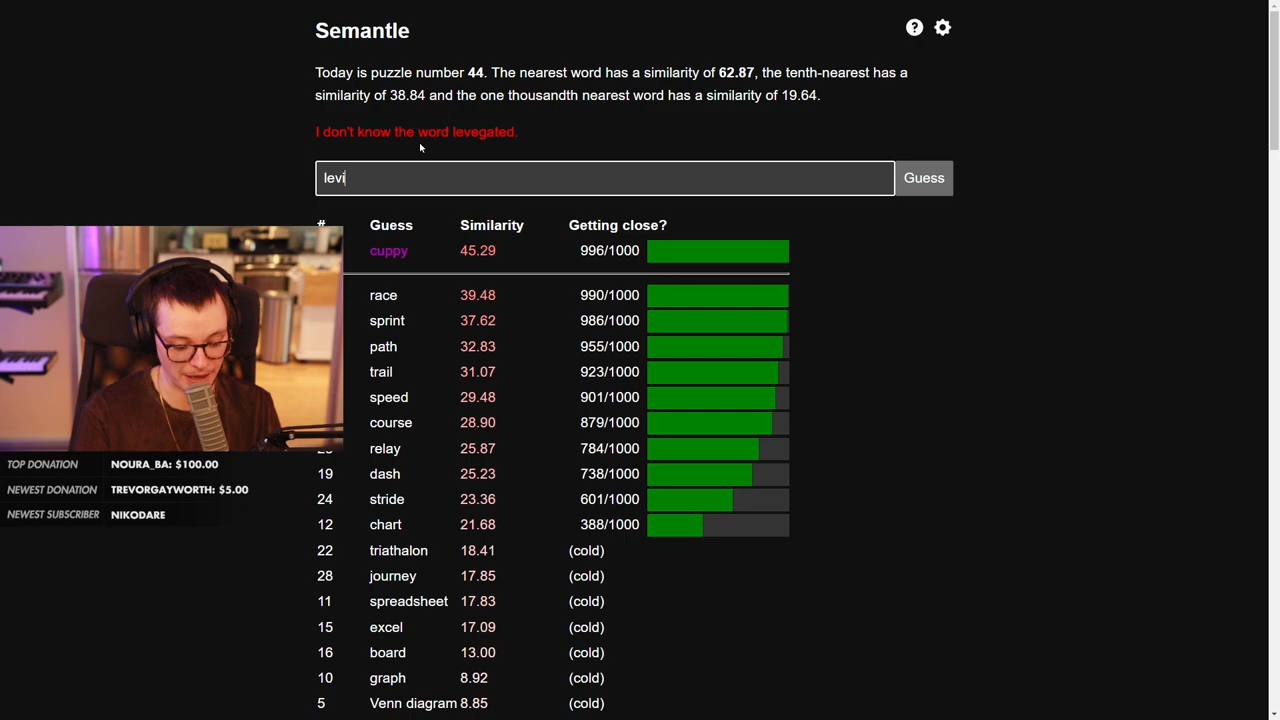 Semantle
Today is puzzle number 44. The nearest word has a similarity of 62.87, the tenth-nearest has a
similarity of 38.84 and the one thousandth nearest word has a similarity of 19.64.
I don't know the word levegated.
levi Guess
# Guess Similarity Getting close?
cuppy 45.29 996/1000
race 39.48 990/1000
sprint 37.62 986/1000
path 32.83 955/1000
trail 31.07 923/1000
speed 29.48 901/1000
course 28.90 879/1000
relay 25.87 784/1000
19 dash 25.23 738/1000
24 stride 23.36 601/1000
12 chart 21.68 388/1000
22 triathalon 18.41 (cold)
28 journey 17.85 (cold)
11 spreadsheet 17.83 (cold)
15 excel 17.09 (cold)
16 board 13.00 (cold)
10 graph 8.92 (cold)
5 Venn diagram 8.85 (cold)
TOP DONATION NOURA_BA: $100.00
NEWEST DONATION TREVORGAYWORTH: $5.00
NEWEST SUBSCRIBER NIKODARE